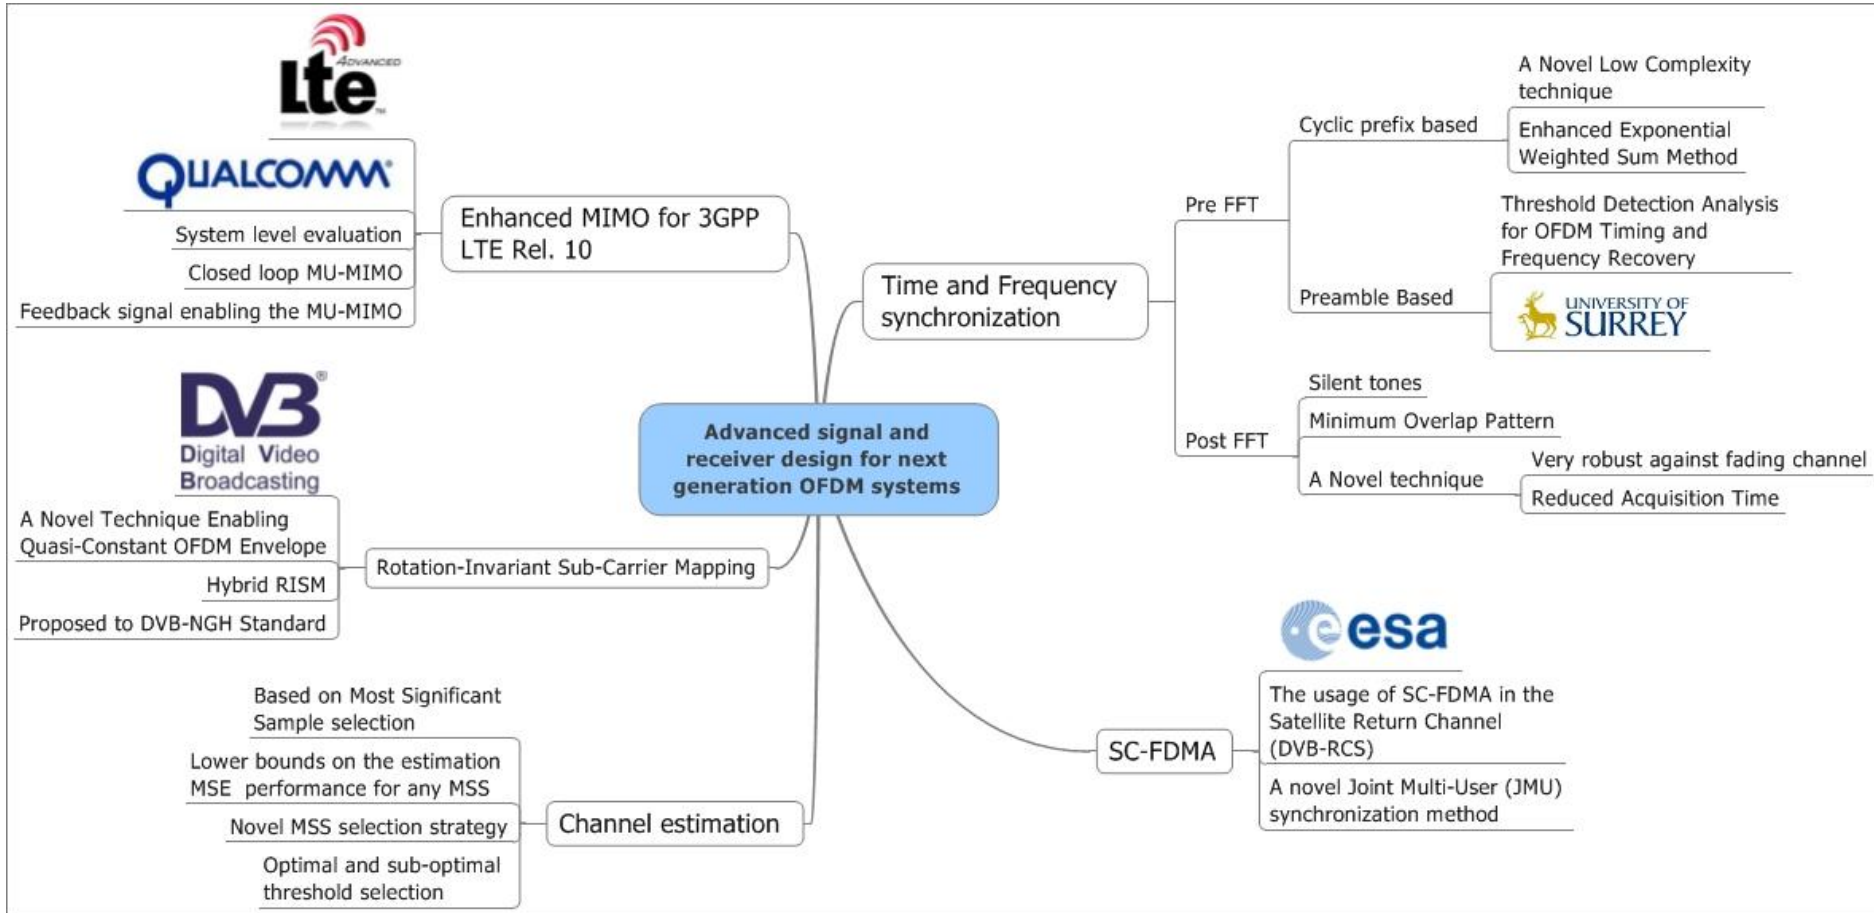 4DVANCED
Lte
TM
QUALCOMM®
System level evaluation
Closed loop MU-MIMO
Feedback signal enabling the MU-MIMO
Enhanced MIMO for 3GPP
LTE Rel. 10
DVB®
Digital Video
Broadcasting
A Novel Technique Enabling
Quasi-Constant OFDM Envelope
Hybrid RISM
Proposed to DVB-NGH Standard
Rotation-Invariant Sub-Carrier Mapping
Based on Most Significant
Sample selection
Lower bounds on the estimation
MSE performance for any MSS
Novel MSS selection strategy
Optimal and sub-optimal
threshold selection
Channel estimation
Advanced signal and
receiver design for next
generation OFDM systems
Time and Frequency
synchronization
Pre FFT
Cyclic prefix based
A Novel Low Complexity
technique
Enhanced Exponential
Weighted Sum Method
Preamble Based
Threshold Detection Analysis
for OFDM Timing and
Frequency Recovery
UNIVERSITY OF
SURREY
Post FFT
Silent tones
Minimum Overlap Pattern
A Novel technique
Very robust against fading channel
Reduced Acquisition Time
SC-FDMA
e esa
The usage of SC-FDMA in the
Satellite Return Channel
(DVB-RCS)
A novel Joint Multi-User (JMU)
synchronization method